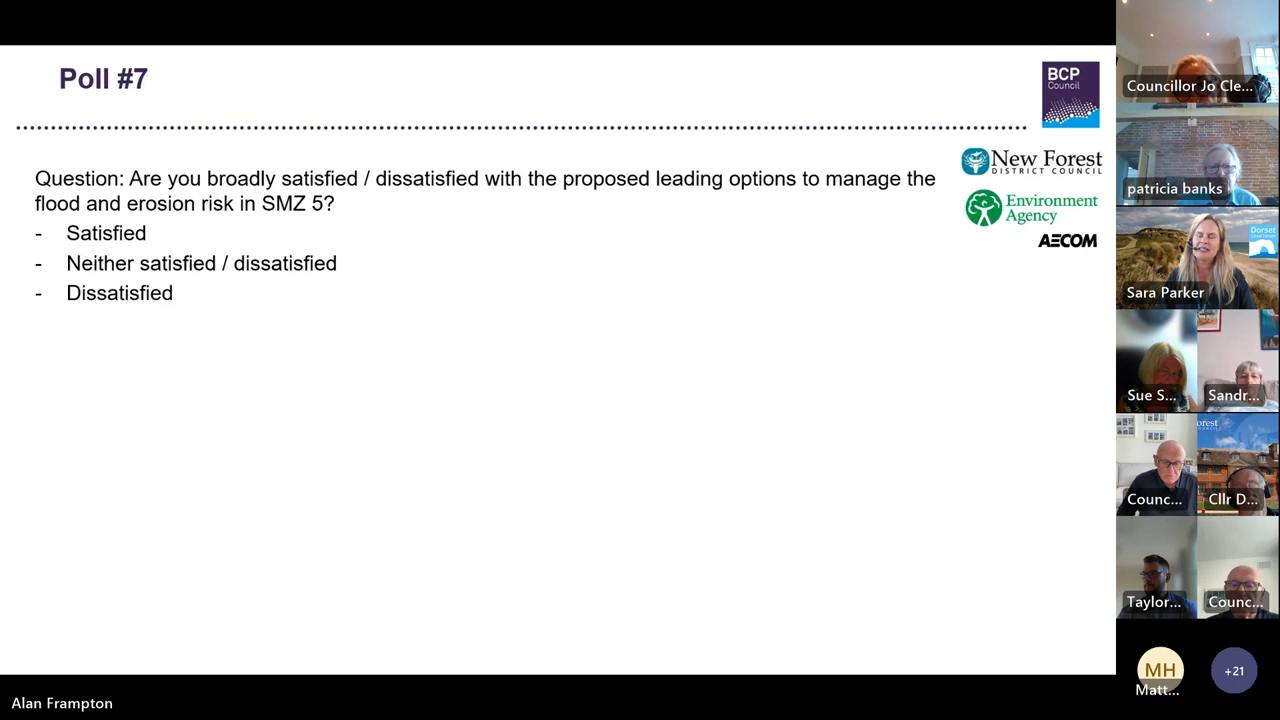 Poll #7
BCP
Council
Question: Are you broadly satisfied / dissatisfied with the proposed leading options to manage the
flood and erosion risk in SMZ 5?
- Satisfied
- Neither satisfied / dissatisfied
- Dissatisfied
New Forest
DISTRICT COUNCIL
Environment
Agency
AECOM
Councillor Jo Cle...
patricia banks
Dorset
Sara Parker
Sue S...
Sandr...
orest
Counc...
Cllr D...
Taylor...
Counc...
MH
Matt...
+21
Alan Frampton